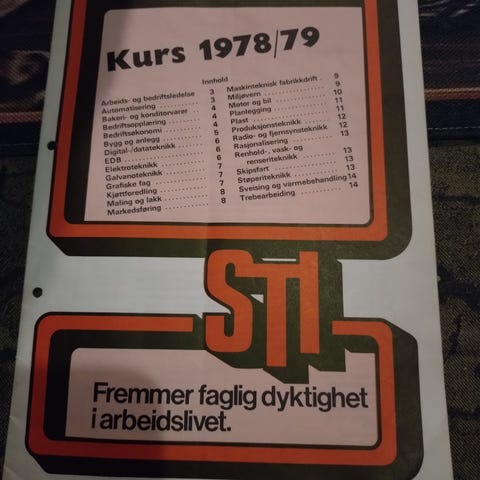 Kurs 1978/79
Innhold
Arbeids- og bedriftsledelse 3
Automatisering 3
Bakeri- og konditorvarer 4
Bedriftsopplæring 4
Bedriftsøkonomi 5
Bygg og anlegg 6
Digital-/datateknikk 6
EDB 6
Elektroteknikk 7
Galvanoteknikk 7
Grafiske fag 7
Kjøttforedling 7
Maling og lakk 8
Markedsføring 8
Maskinteknisk fabrikkdrift 9
Miljøvern 9
Motor og bil 10
Planlegging 11
Plast 11
Produksjonsteknikk 12
Radio- og fjernsynsteknikk 12
Rasjonalisering 13
Renhold-, vask- og
renseriteknikk 13
Skipsfart 13
Støperiteknikk 14
Sveising og varmebehandling 14
Trebearbeiding 14
STI
Fremmer faglig dyktighet
i arbeidslivet.